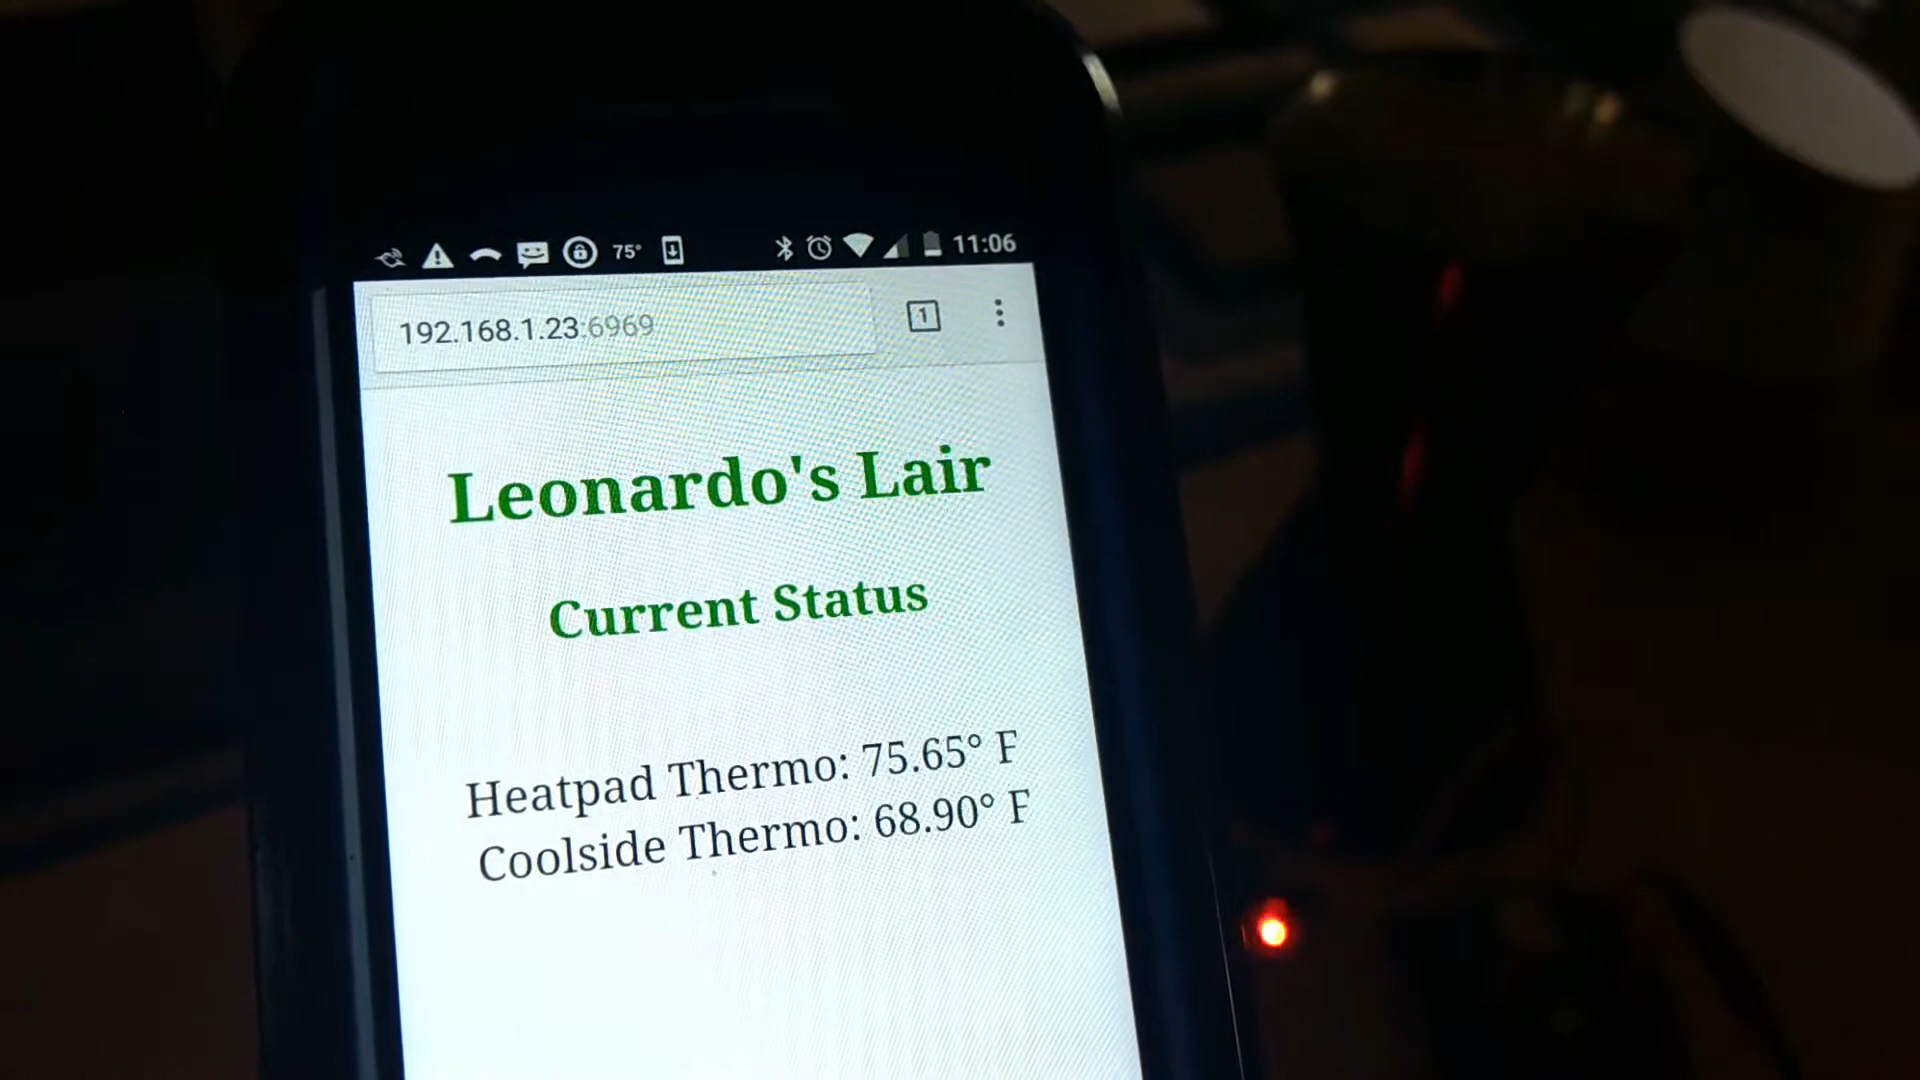 75° 11:06
192.168.1.23:6969 1
Leonardo's Lair
Current Status
Heatpad Thermo: 75.65° F
Coolside Thermo: 68.90° F